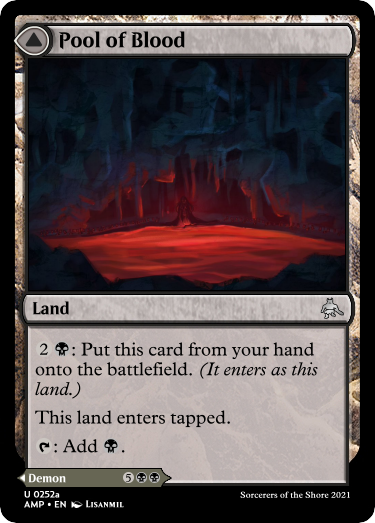 Pool of Blood
Land
2 : Put this card from your hand
onto the battlefield. (It enters as this
land.)
This land enters tapped.
: Add .
Demon 5
U 0252a
AMP • EN Lisanmil
Sorcerers of the Shore 2021